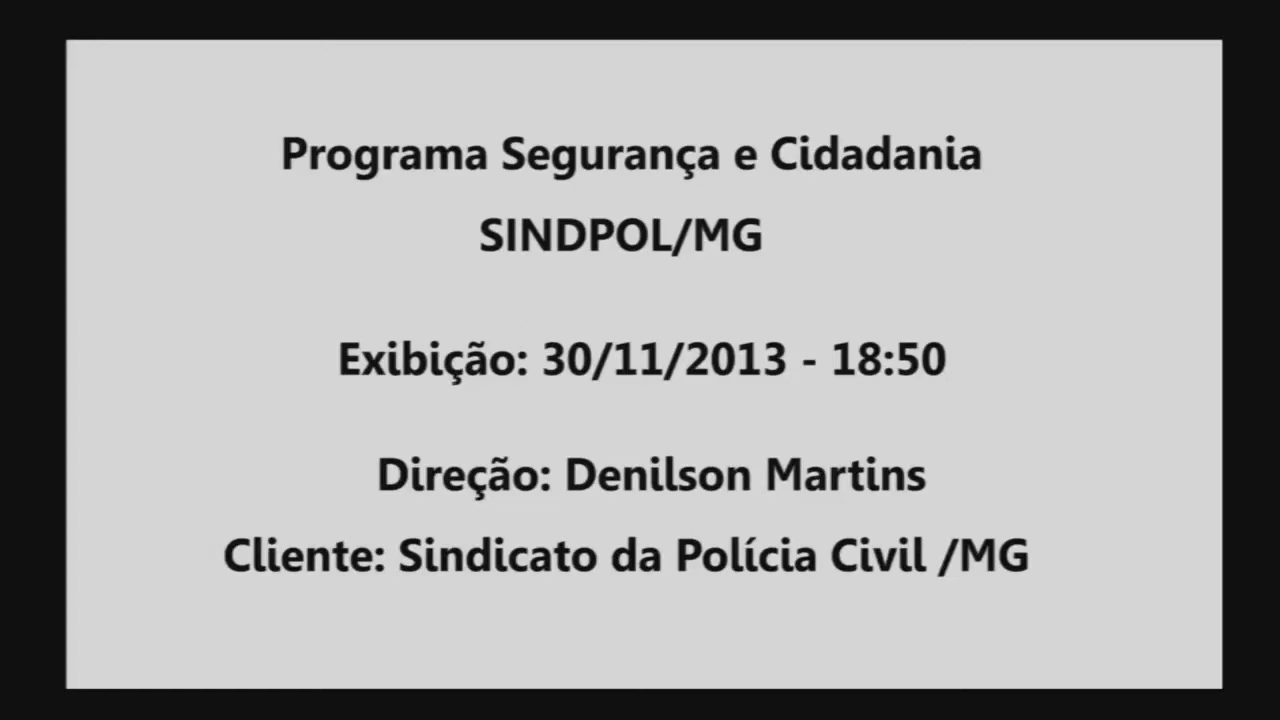 Programa Segurança e Cidadania
SINDPOL/MG
Exibição: 30/11/2013 - 18:50
Direção: Denilson Martins
Cliente: Sindicato da Polícia Civil /MG